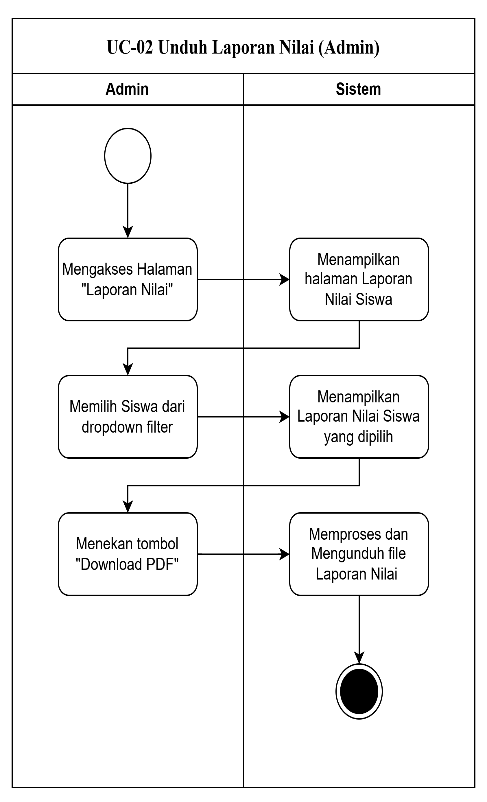 UC-02 Unduh Laporan Nilai (Admin)
Admin
Sistem
Mengakses Halaman
"Laporan Nilai"
Menampilkan
halaman Laporan
Nilai Siswa
Memilih Siswa dari
dropdown filter
Menampilkan
Laporan Nilai Siswa
yang dipilih
Menekan tombol
"Download PDF"
Memproses dan
Mengunduh file
Laporan Nilai